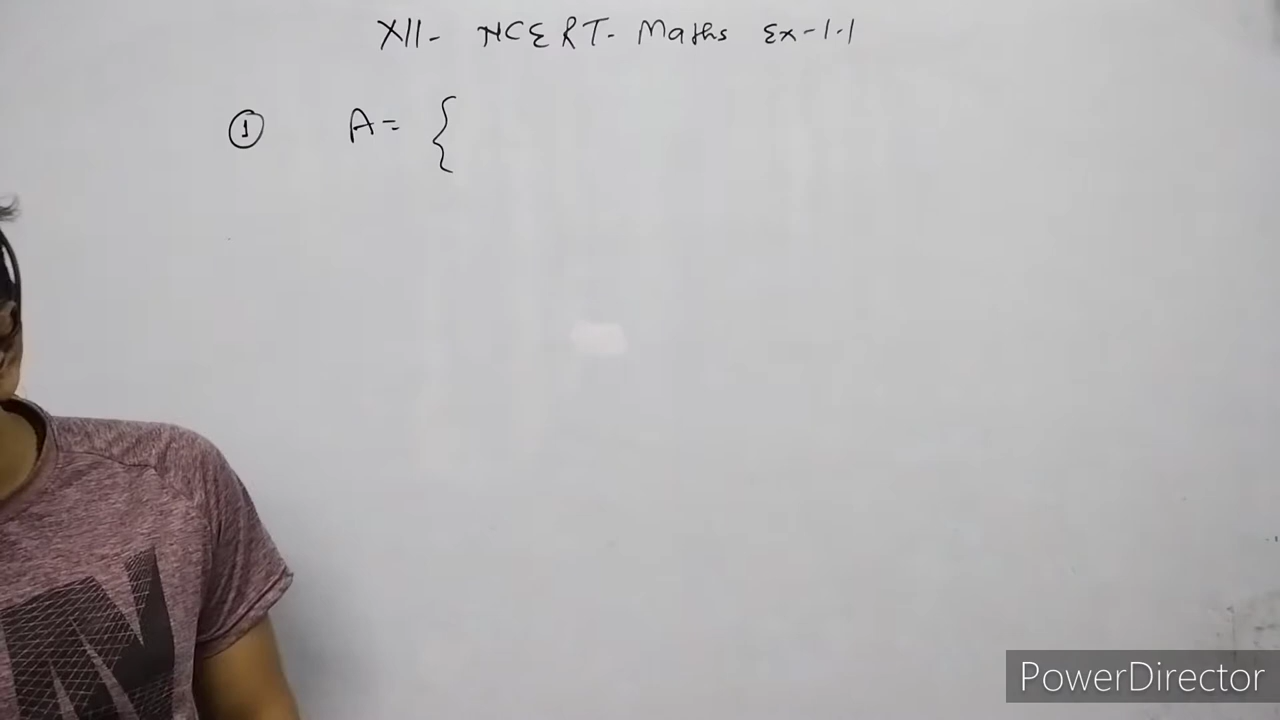 XII- NCERT- Maths Ex-1.1
① A= {
PowerDirector